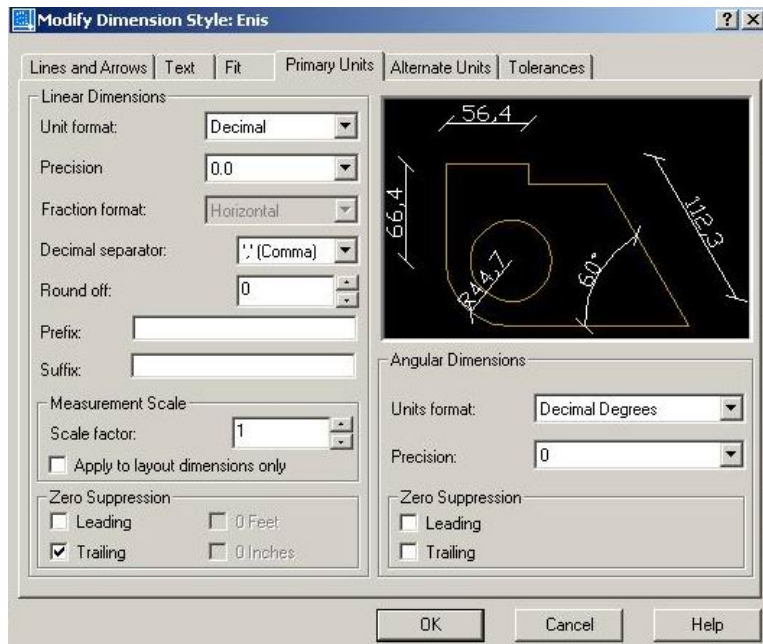 Modify Dimension Style: Enis
Lines and Arrows
Text
Fit
Primary Units
Alternate Units
Tolerances
Linear Dimensions
Unit format:
Decimal
Precision
0.0
Fraction format:
Horizontal
Decimal separator:
',' (Comma)
Round off:
0
Prefix:
Suffix:
Measurement Scale
Scale factor:
1
Apply to layout dimensions only
Zero Suppression
Leading
0 Feet
Trailing
0 Inches
56,4
66,4
112,3
R44,7
60°
Angular Dimensions
Units format:
Decimal Degrees
Precision:
0
Zero Suppression
Leading
Trailing
OK
Cancel
Help